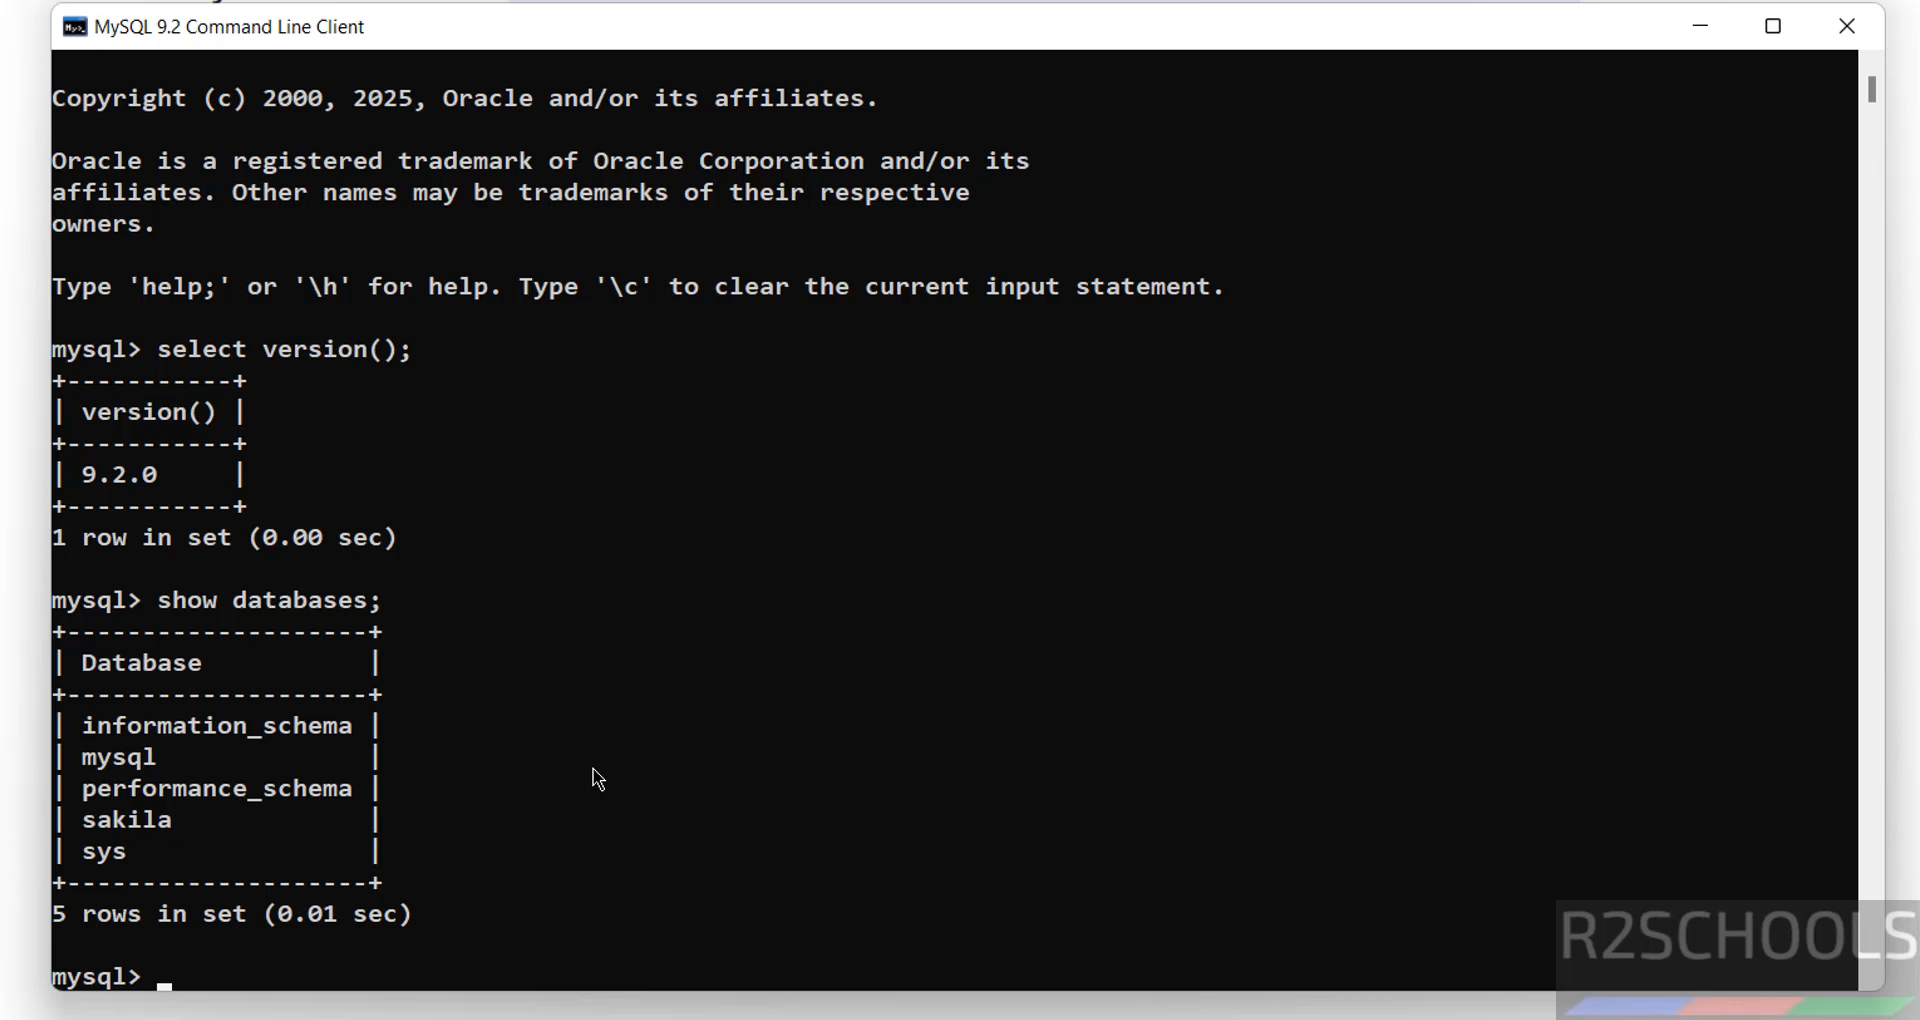 MySQL 9.2 Command Line Client
Copyright (c) 2000, 2025, Oracle and/or its affiliates.
Oracle is a registered trademark of Oracle Corporation and/or its
affiliates. Other names may be trademarks of their respective
owners.
Type 'help;' or '\h' for help. Type '\c' to clear the current input statement.
mysql> select version();
+-----------+
| version() |
+-----------+
| 9.2.0     |
+-----------+
1 row in set (0.00 sec)
mysql> show databases;
+--------------------+
| Database           |
+--------------------+
| information_schema |
| mysql              |
| performance_schema |
| sakila             |
| sys                |
+--------------------+
5 rows in set (0.01 sec)
mysql>
R2SCHOOLS